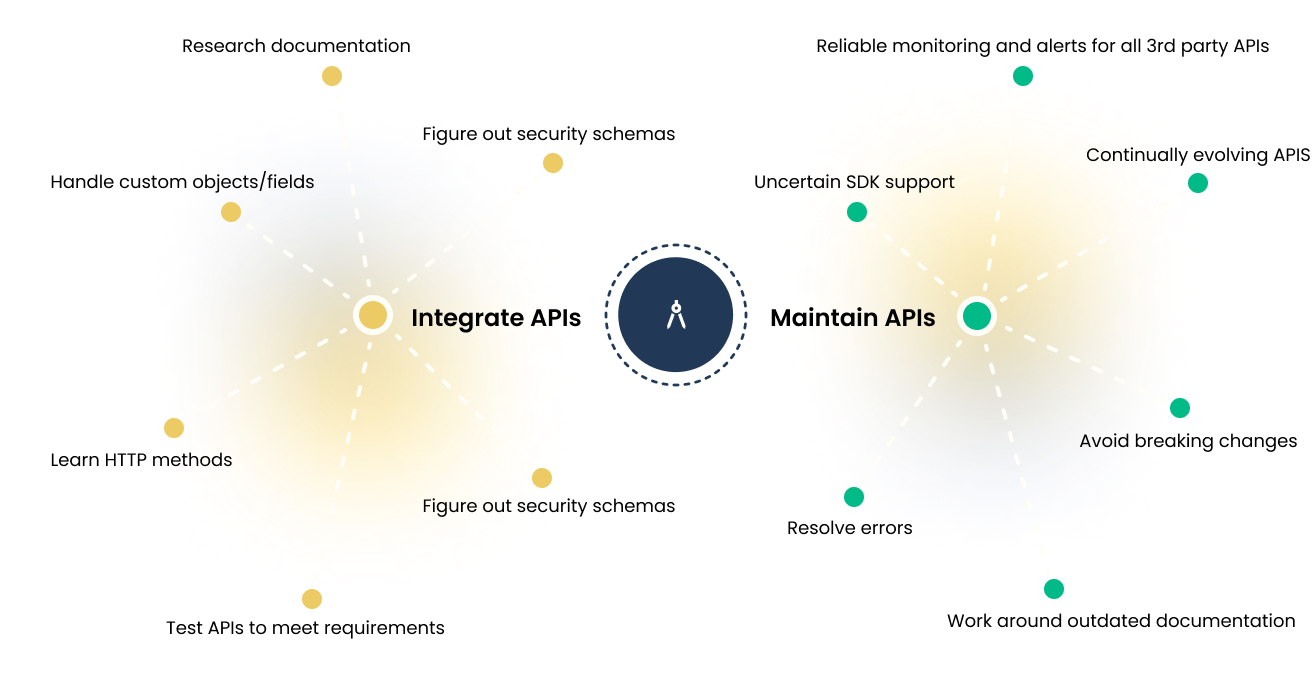 Research documentation
Figure out security schemas
Handle custom objects/fields
Integrate APIs
Learn HTTP methods
Figure out security schemas
Test APIs to meet requirements
Reliable monitoring and alerts for all 3rd party APIs
Continually evolving APIS
Uncertain SDK support
Maintain APIs
Avoid breaking changes
Resolve errors
Work around outdated documentation